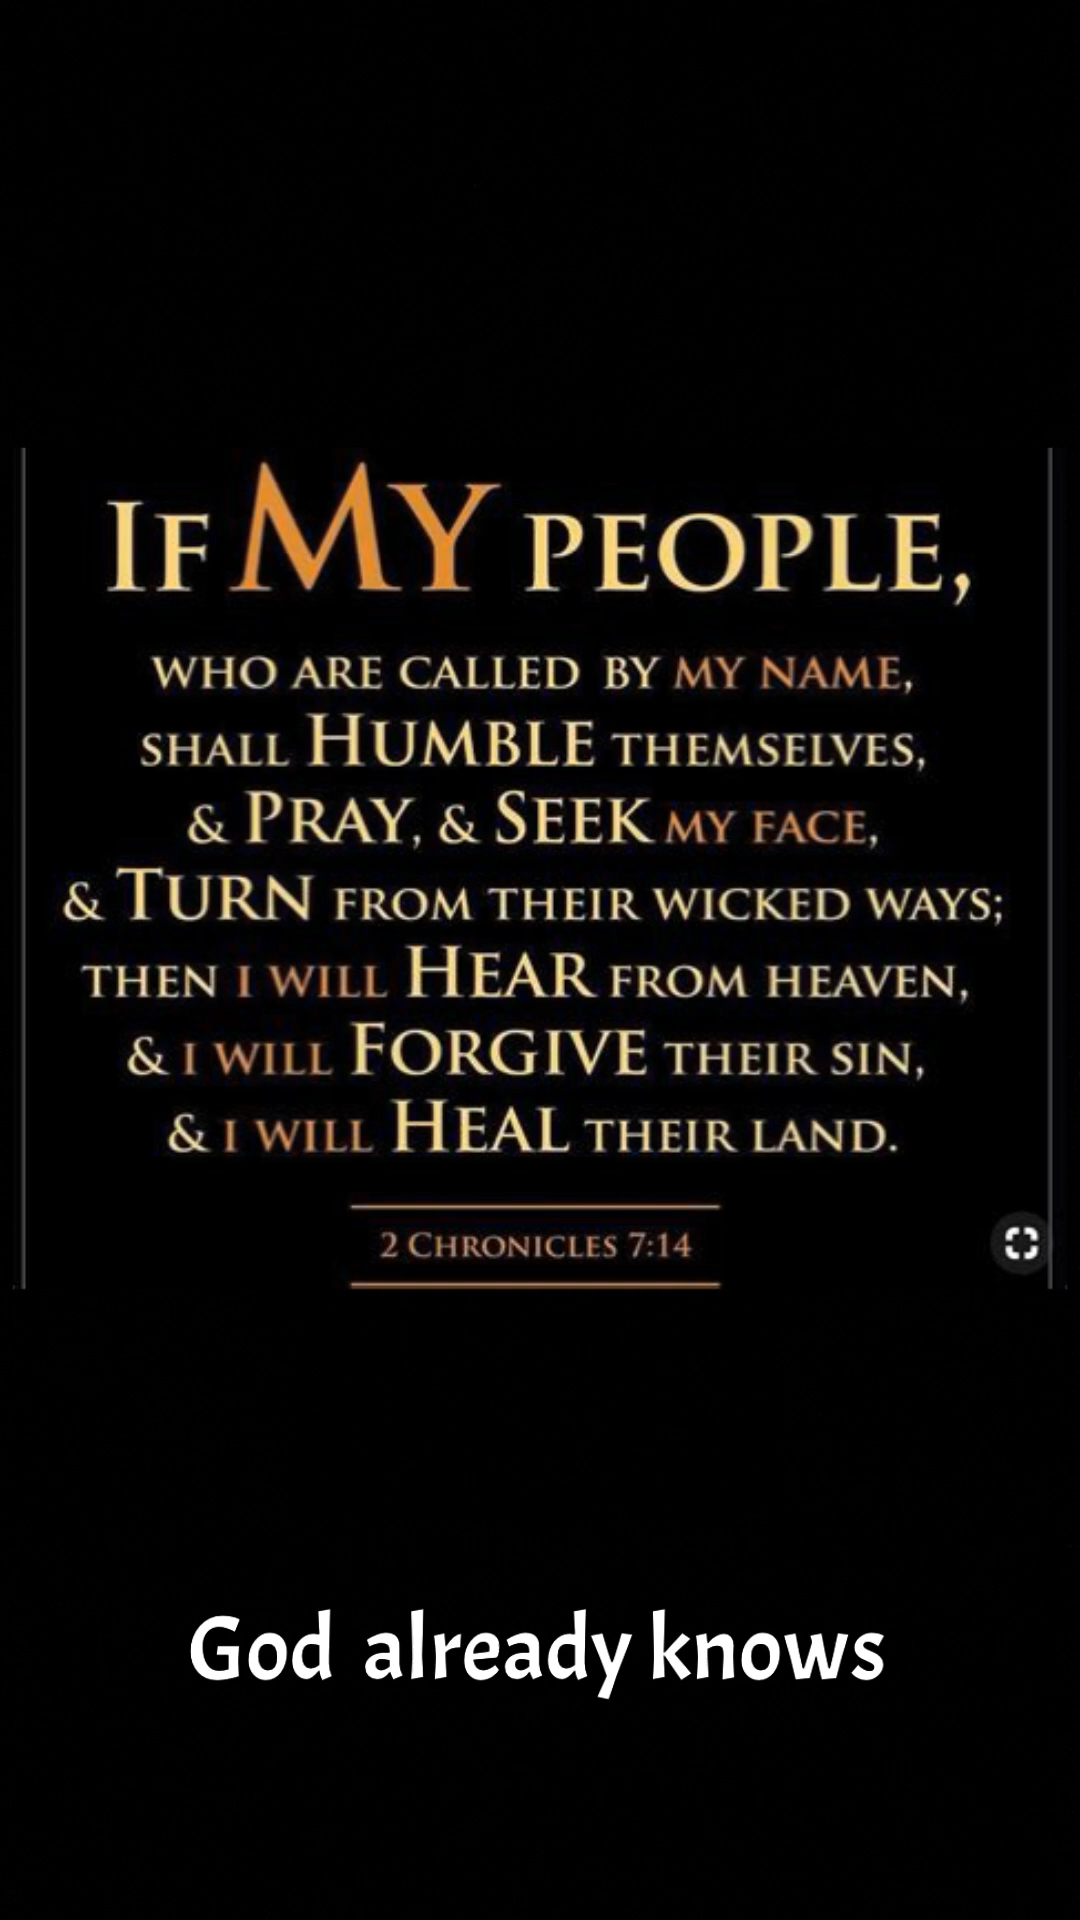 If MY people,
who are called by my name,
shall Humble themselves,
& Pray, & Seek my face,
& Turn from their wicked ways;
then I will Hear from heaven,
& I will Forgive their sin,
& I will Heal their land.
2 Chronicles 7:14
God already knows